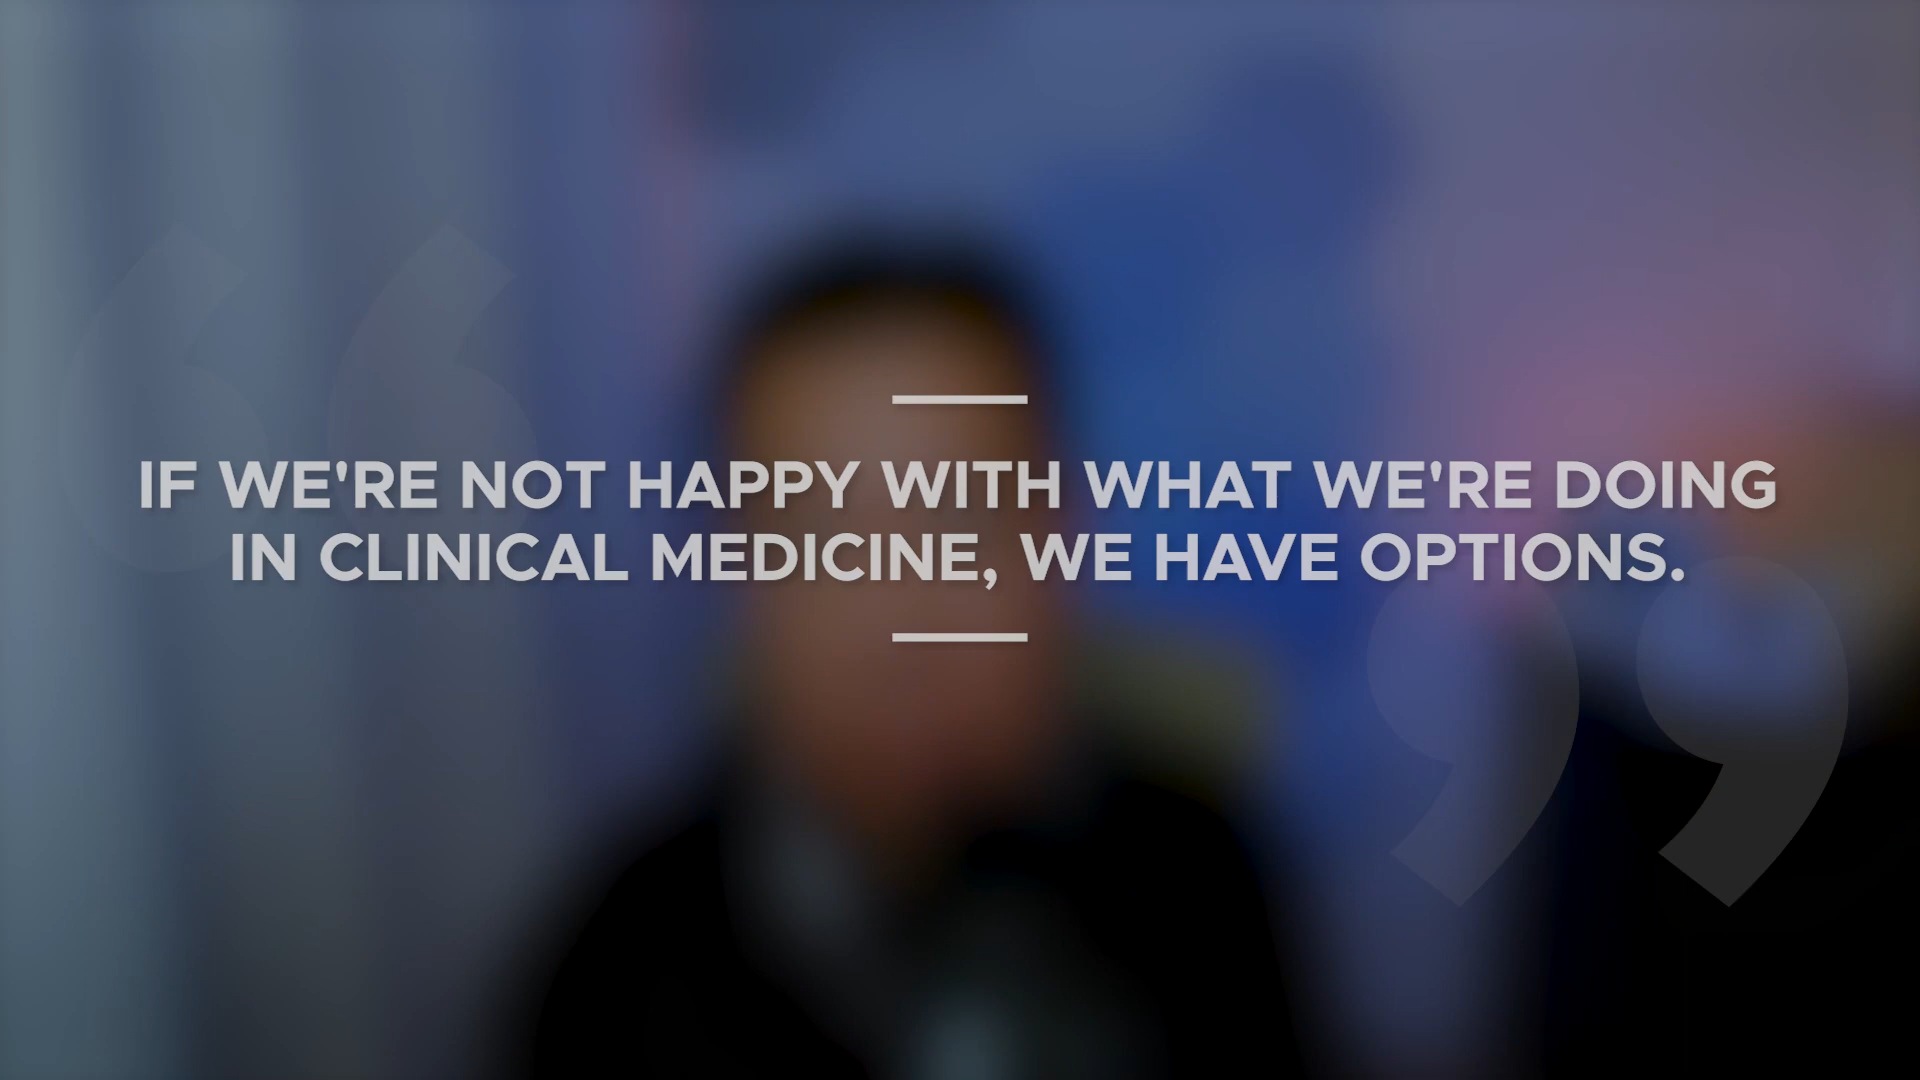 IF WE'RE NOT HAPPY WITH WHAT WE'RE DOING
IN CLINICAL MEDICINE, WE HAVE OPTIONS.